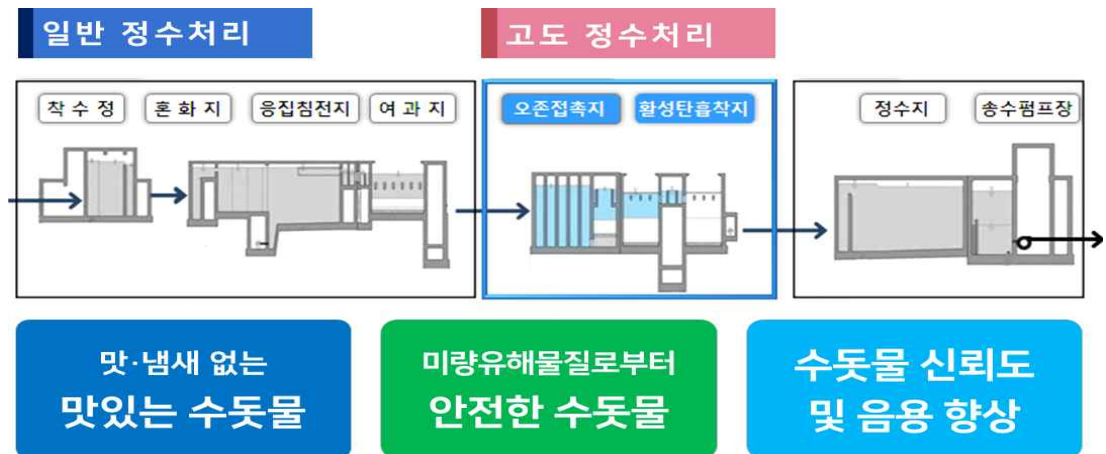 일반 정수처리
고도 정수처리
착 수 정
혼 화 지
응집침전지
여 과 지
오존접촉지
활성탄흡착지
정수지
송수펌프장
맛·냄새 없는
맛있는 수돗물
미량유해물질로부터
안전한 수돗물
수돗물 신뢰도
및 음용 향상